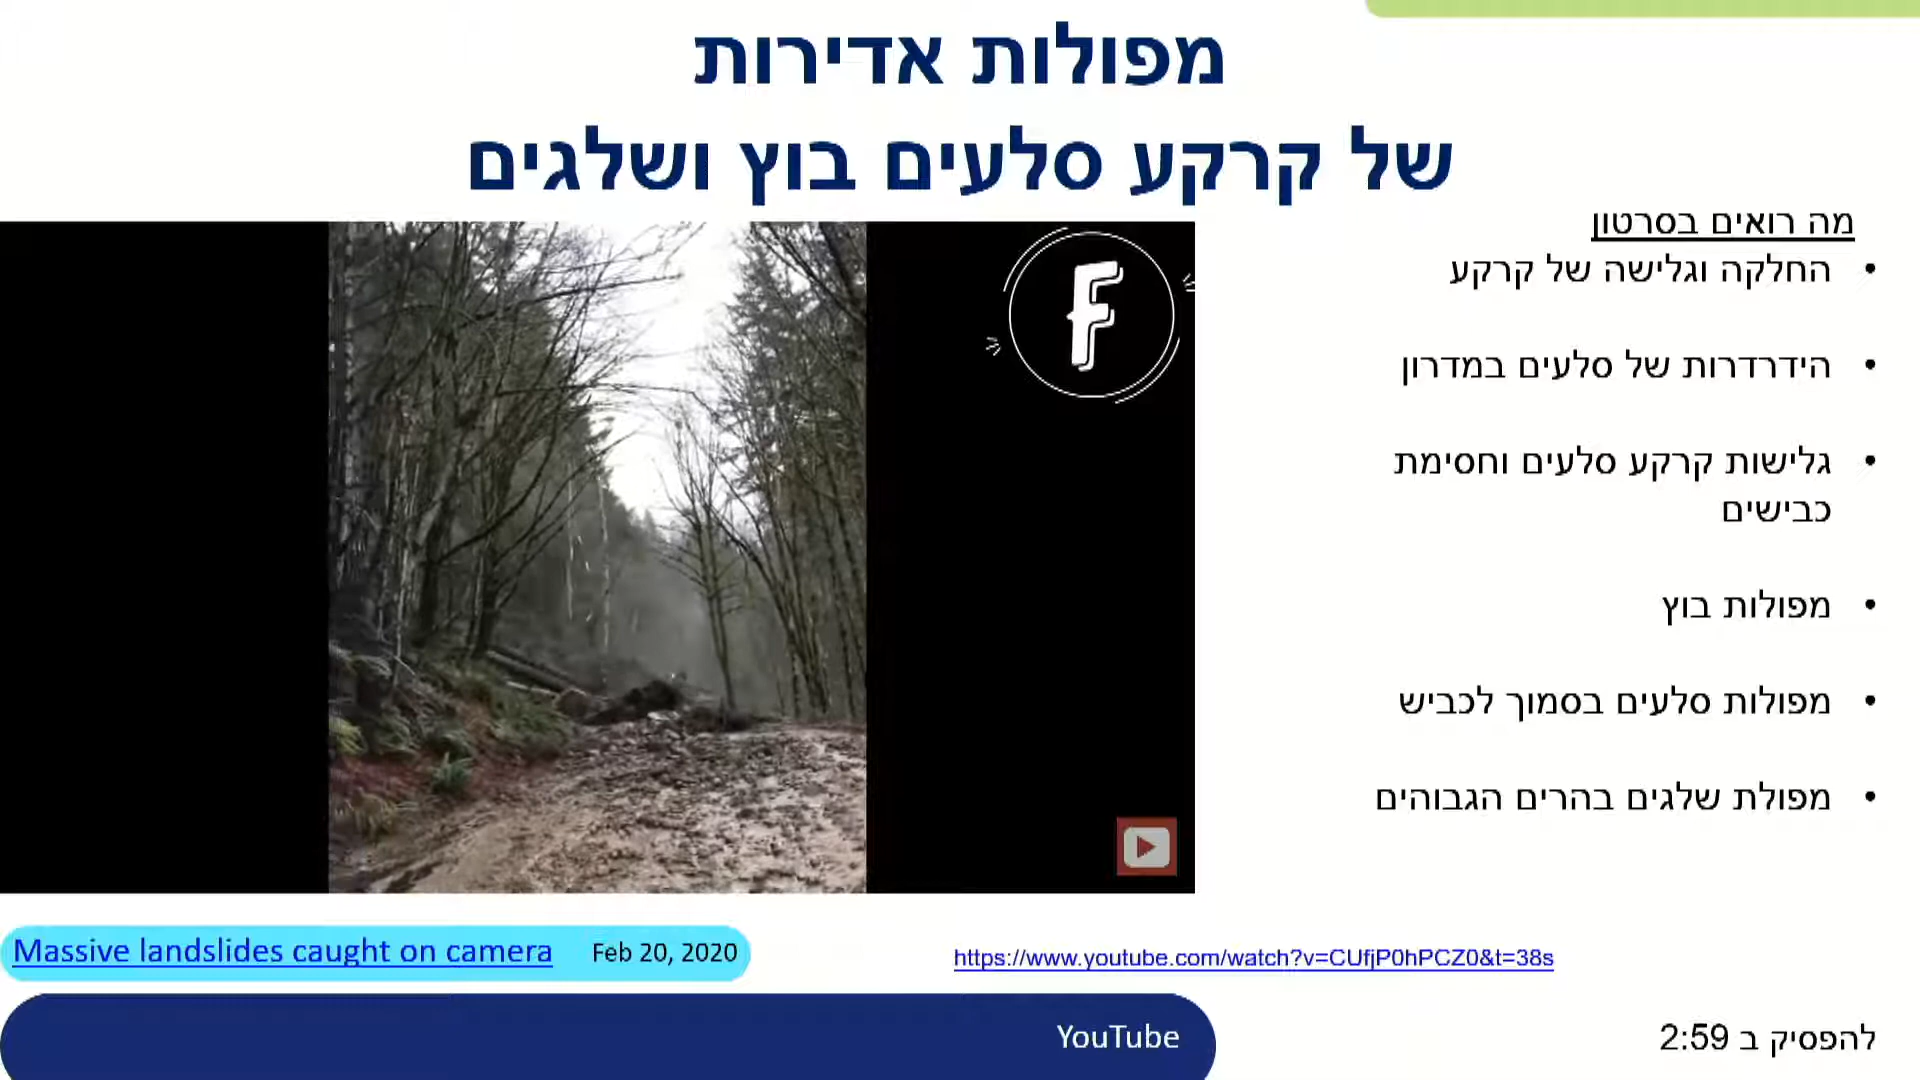 מפולות אדירות
של קרקע סלעים בוץ ושלגים
מה רואים בסרטון
• החלקה וגלישה של קרקע
• הידרדרות של סלעים במדרון
• גלישות קרקע סלעים וחסימת
כבישים
• מפולות בוץ
• מפולות סלעים בסמוך לכביש
• מפולת שלגים בהרים הגבוהים
F
Massive landslides caught on camera Feb 20, 2020
https://www.youtube.com/watch?v=CUfjP0hPCZ0&t=38s
YouTube
להפסיק ב 2:59